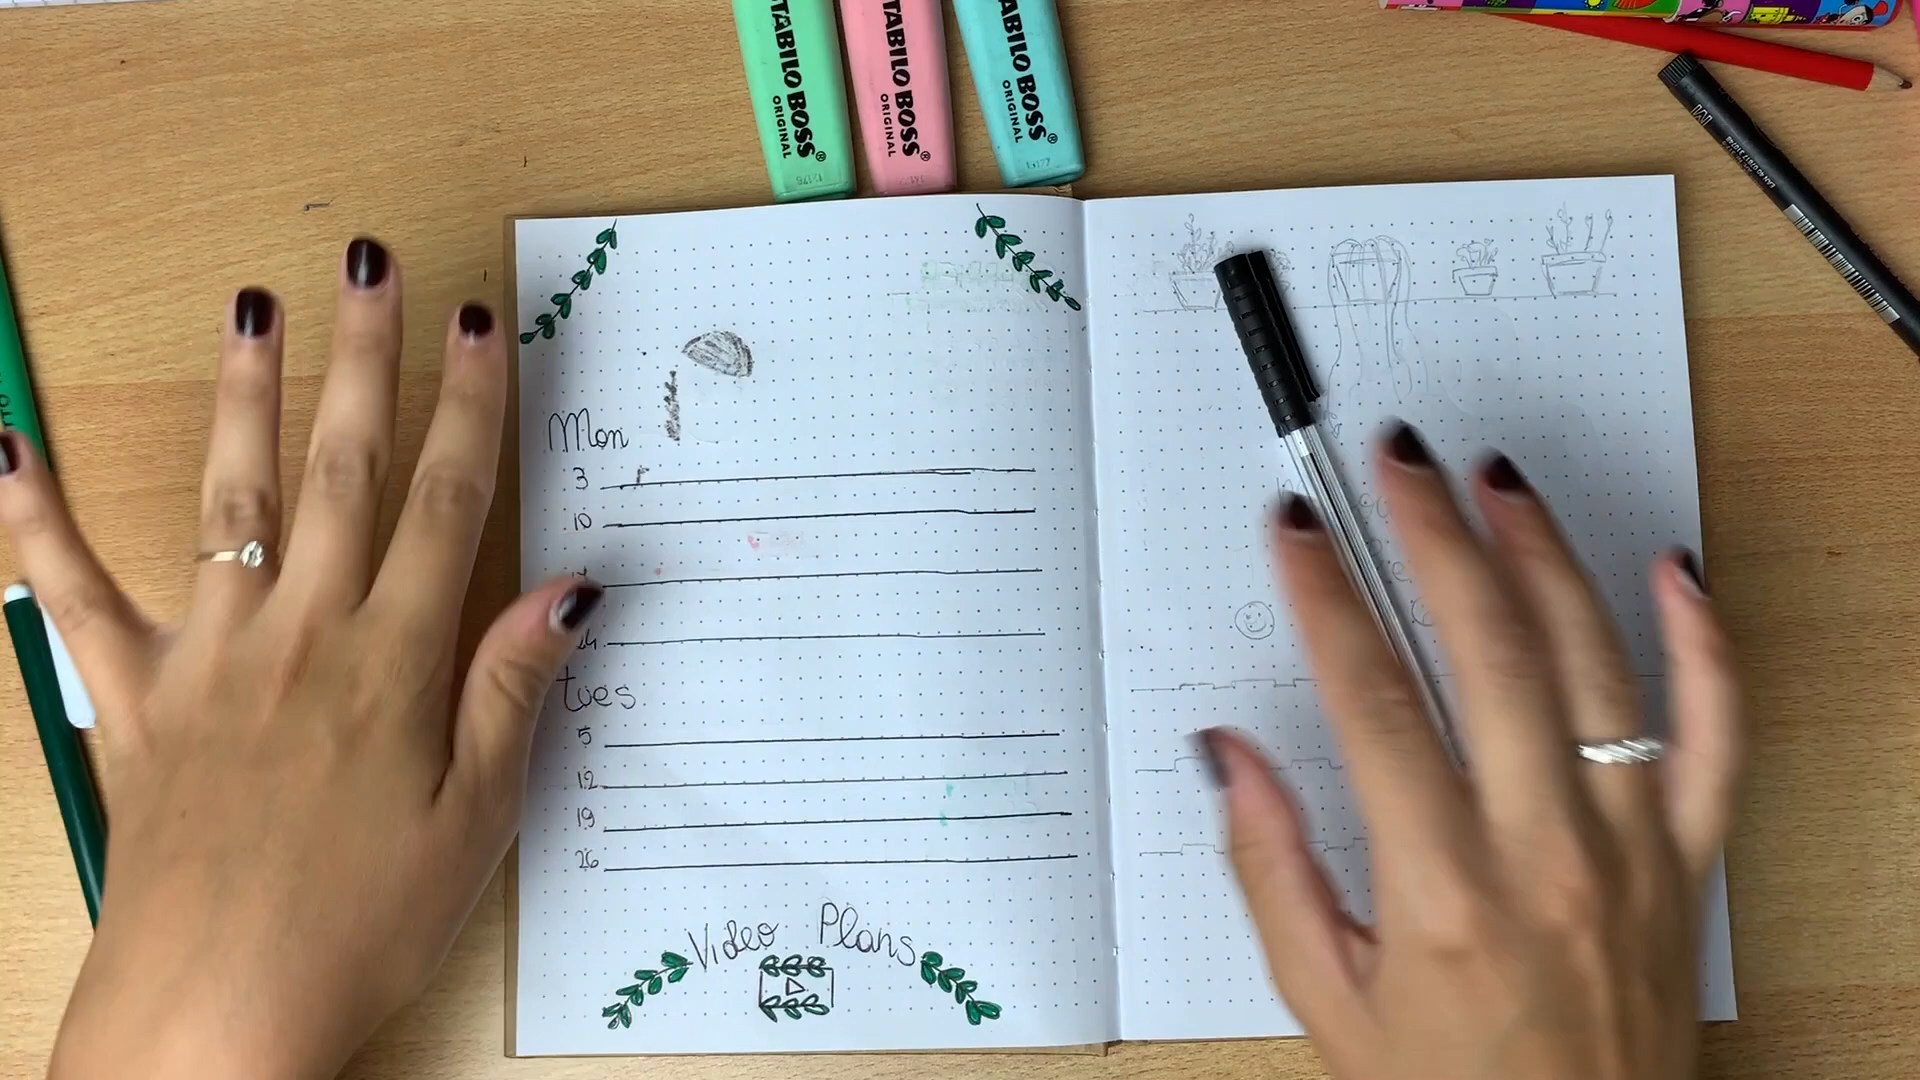 STABILO BOSS®
ORIGINAL
STABILO BOSS®
ORIGINAL
STABILO BOSS®
ORIGINAL
Mon
3
10
24
tues
5
12
19
26
Video Plans